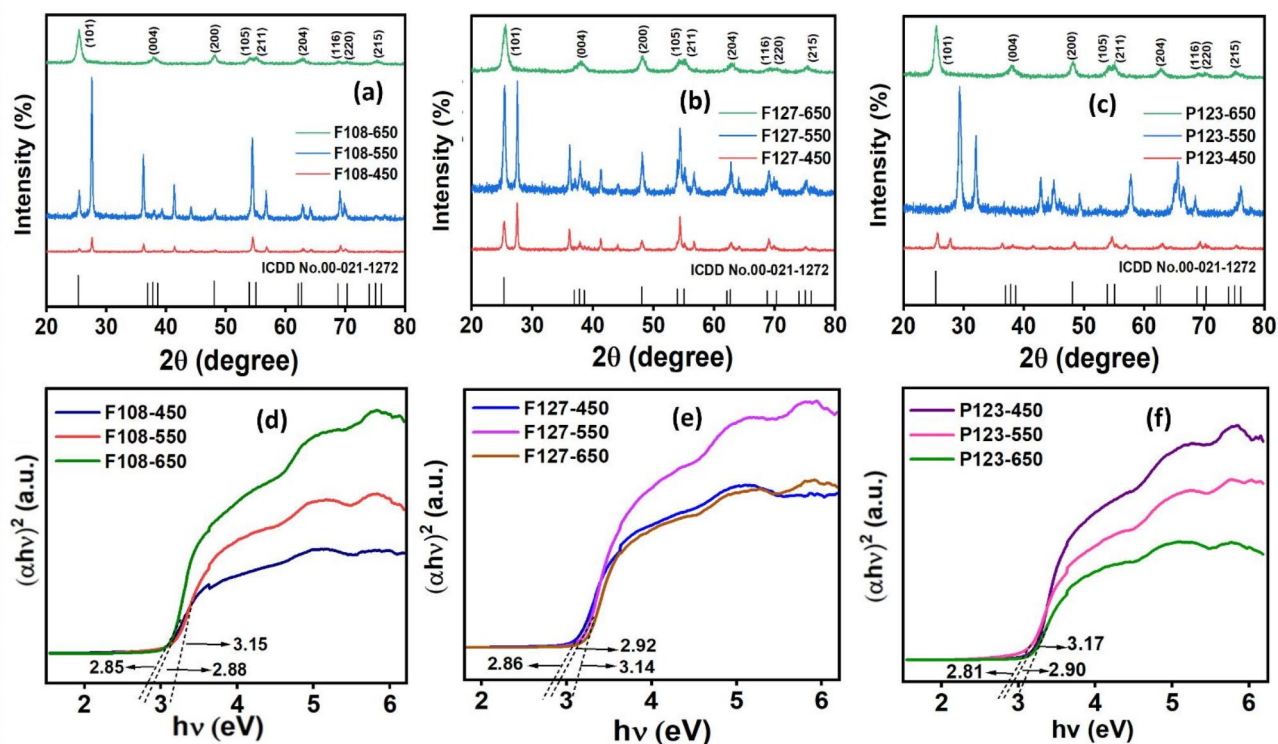 Intensity (%)
(101)
(004)
(200)
(105)
(211)
(204)
(116)
(220)
(215)
(a)
F108-650
F108-550
F108-450
ICDD No.00-021-1272
20 30 40 50 60 70 80
2θ (degree)
Intensity (%)
(101)
(004)
(200)
(105)
(211)
(204)
(116)
(220)
(215)
(b)
F127-650
F127-550
F127-450
ICDD No.00-021-1272
20 30 40 50 60 70 80
2θ (degree)
Intensity (%)
(101)
(004)
(200)
(105)
(211)
(204)
(116)
(220)
(215)
(c)
P123-650
P123-550
P123-450
ICDD No.00-021-1272
20 30 40 50 60 70 80
2θ (degree)
(αhν)² (a.u.)
F108-450
F108-550
F108-650
(d)
3.15
2.85
2.88
2 3 4 5 6
hν (eV)
(αhν)² (a.u.)
F127-450
F127-550
F127-650
(e)
2.92
2.86
3.14
2 3 4 5 6
hν (eV)
(αhν)² (a.u.)
P123-450
P123-550
P123-650
(f)
3.17
2.81
2.90
2 3 4 5 6
hv (eV)